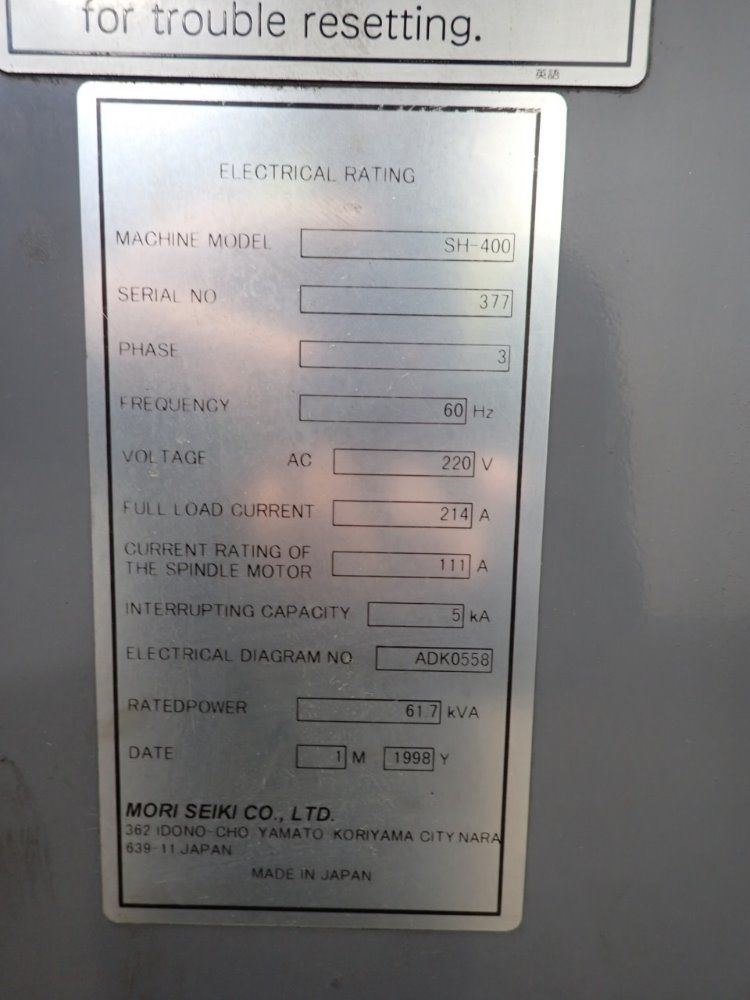 for trouble resetting.
英語
ELECTRICAL RATING
MACHINE MODEL SH-400
SERIAL NO 377
PHASE 3
FREQUENCY 60 Hz
VOLTAGE AC 220 V
FULL LOAD CURRENT 214 A
CURRENT RATING OF
THE SPINDLE MOTOR 111 A
INTERRUPTING CAPACITY 5 kA
ELECTRICAL DIAGRAM NO ADK0558
RATEDPOWER 61.7 kVA
DATE 1 M 1998 Y
MORI SEIKI CO., LTD.
362 IDONO-CHO YAMATO KORIYAMA CITY NARA
639-11 JAPAN
MADE IN JAPAN